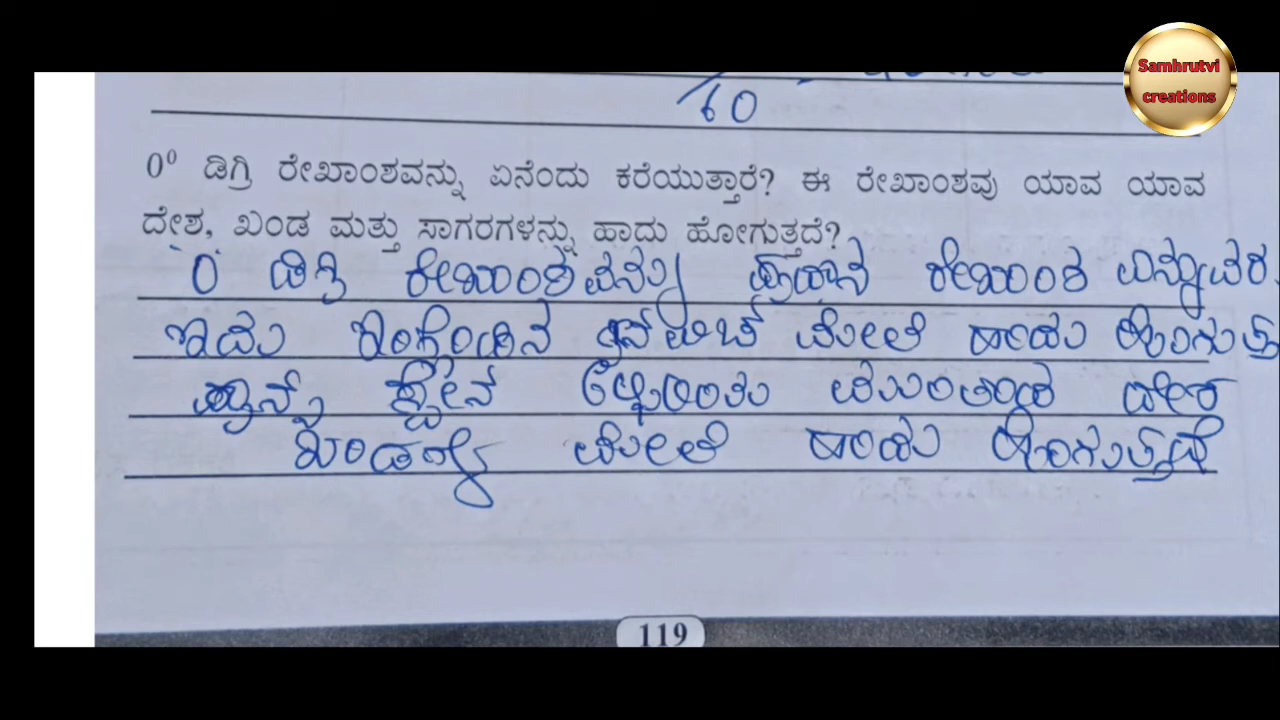 Samhrutvi
creations
60
0⁰ ಡಿಗ್ರಿ ರೇಖಾಂಶವನ್ನು ಏನೆಂದು ಕರೆಯುತ್ತಾರೆ? ಈ ರೇಖಾಂಶವು ಯಾವ ಯಾವ
ದೇಶ, ಖಂಡ ಮತ್ತು ಸಾಗರಗಳನ್ನು ಹಾದು ಹೋಗುತ್ತದೆ?
0 ಡಿಗ್ರಿ ರೇಖಾಂಶವನ್ನು ಪ್ರಧಾನ ರೇಖಾಂಶ ಎನ್ನುವರ
ಇದು ಇಂಗ್ಲೆಂಡಿನ ಮೇಲೆ ಹಾಯ್ದು ಹೋಗುತ್ತ
ಫ್ರಾನ್ಸ್ ಸ್ಪೇನ್ ಮುಂತಾದ ದೇಶ
ಖಂಡಗಳ ಮೇಲೆ ಹಾಯ್ದು ಹೋಗುತ್ತದೆ
119